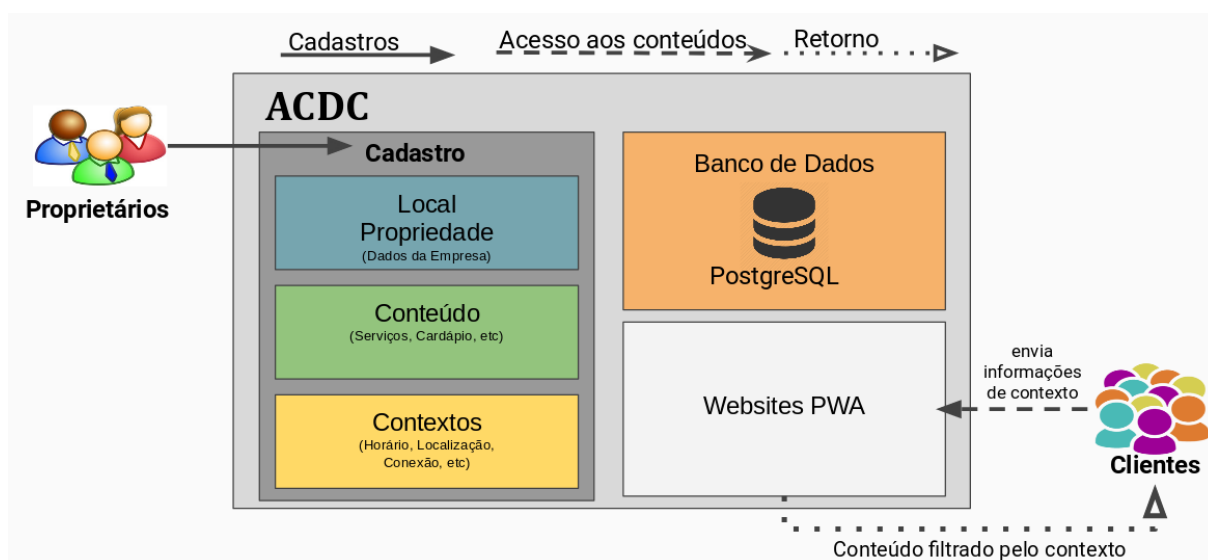 Cadastros
Acesso aos conteúdos
Retorno
ACDC
Proprietários
Cadastro
Local
Propriedade
(Dados da Empresa)
Conteúdo
(Serviços, Cardápio, etc)
Contextos
(Horário, Localização,
Conexão, etc)
Banco de Dados
PostgreSQL
Websites PWA
envia
informações
de contexto
Clientes
Conteúdo filtrado pelo contexto